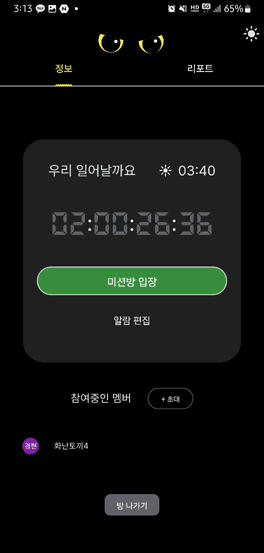 3:13 65%
정보 리포트
우리 일어날까요 03:40
02:00:26:36
미션방 입장
알람 편집
참여중인 멤버 + 초대
경현 화난토끼4
방 나가기